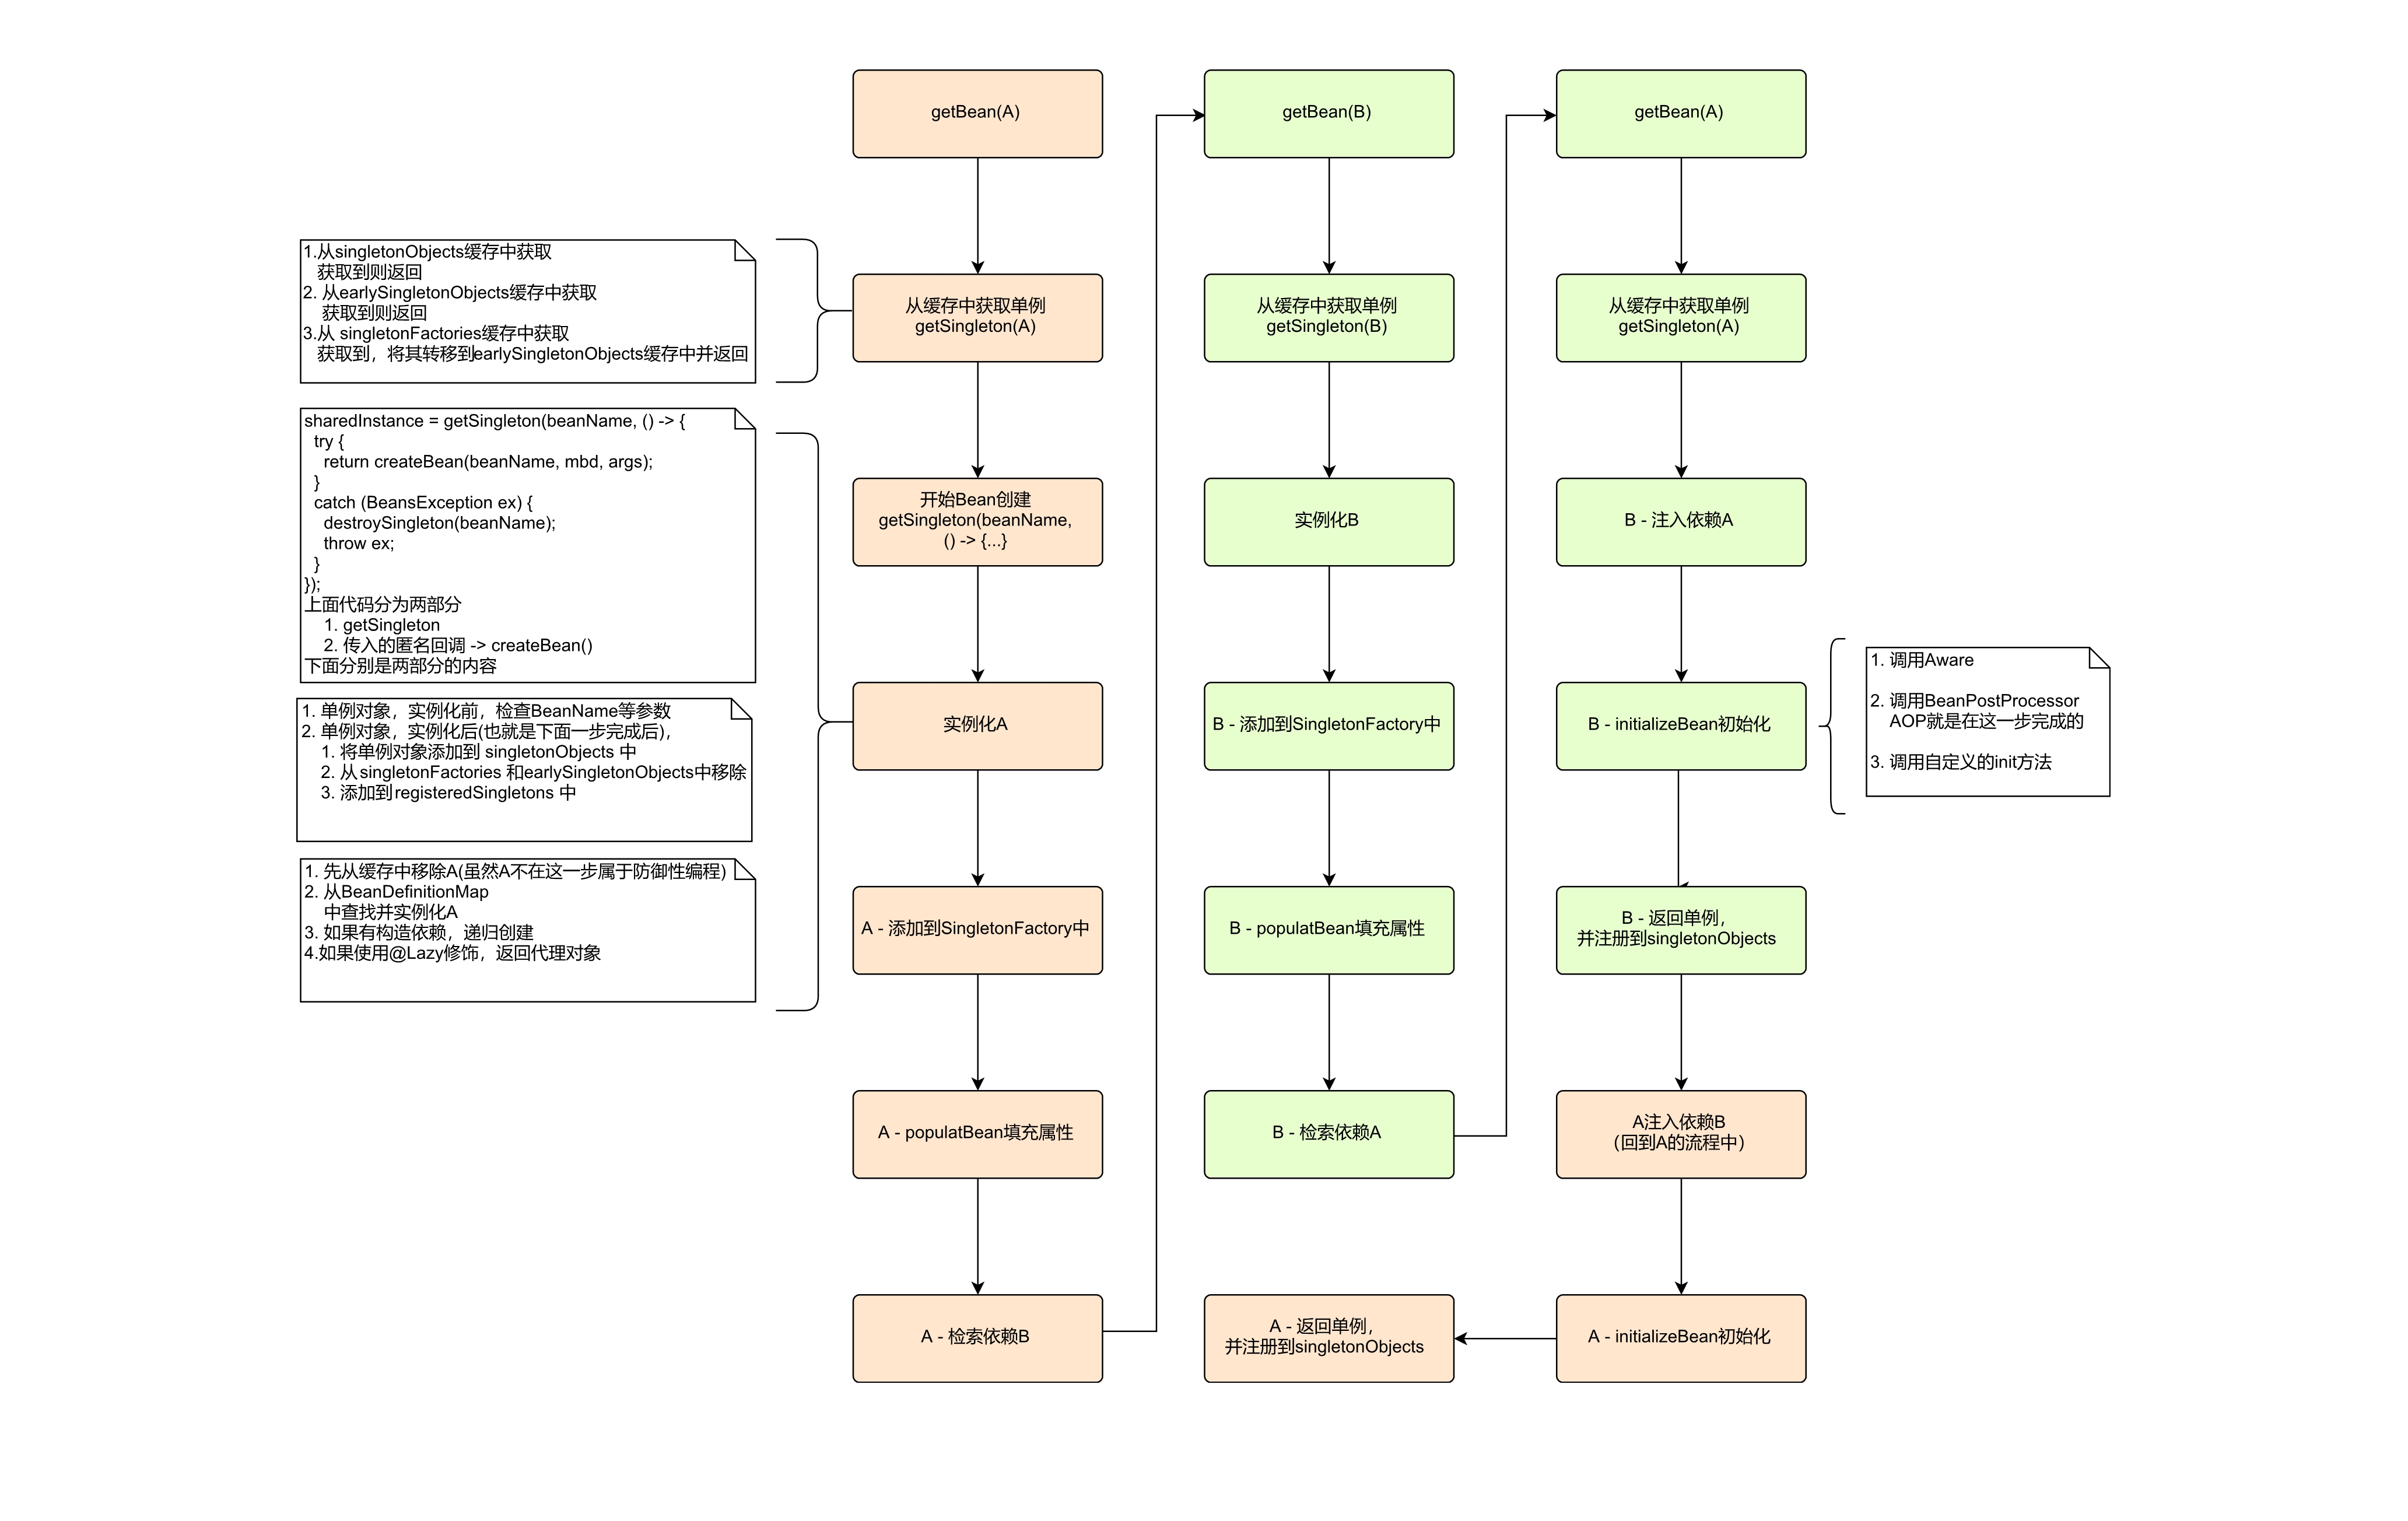 getBean(A)
getBean(B)
getBean(A)
1.从singletonObjects缓存中获取
获取到则返回
2. 从earlySingletonObjects缓存中获取
获取到则返回
3.从 singletonFactories缓存中获取
获取到，将其转移到earlySingletonObjects缓存中并返回
从缓存中获取单例
getSingleton(A)
从缓存中获取单例
getSingleton(B)
从缓存中获取单例
getSingleton(A)
sharedInstance = getSingleton(beanName, () -> {
try {
return createBean(beanName, mbd, args);
}
catch (BeansException ex) {
destroySingleton(beanName);
throw ex;
}
});
上面代码分为两部分
1. getSingleton
2. 传入的匿名回调 -> createBean()
下面分别是两部分的内容
开始Bean创建
getSingleton(beanName,
() -> {...}
实例化B
B - 注入依赖A
1. 单例对象，实例化前，检查BeanName等参数
2. 单例对象，实例化后(也就是下面一步完成后)，
1. 将单例对象添加到 singletonObjects 中
2. 从singletonFactories 和earlySingletonObjects中移除
3. 添加到registeredSingletons 中
实例化A
B - 添加到SingletonFactory中
B - initializeBean初始化
1. 调用Aware
2. 调用BeanPostProcessor
AOP就是在这一步完成的
3. 调用自定义的init方法
1. 先从缓存中移除A(虽然A不在这一步属于防御性编程)
2. 从BeanDefinitionMap
中查找并实例化A
3. 如果有构造依赖，递归创建
4.如果使用@Lazy修饰，返回代理对象
A - 添加到SingletonFactory中
B - populatBean填充属性
B - 返回单例，
并注册到singletonObjects
A - populatBean填充属性
B - 检索依赖A
A注入依赖B
（回到A的流程中）
A - 检索依赖B
A - 返回单例，
并注册到singletonObjects
A - initializeBean初始化